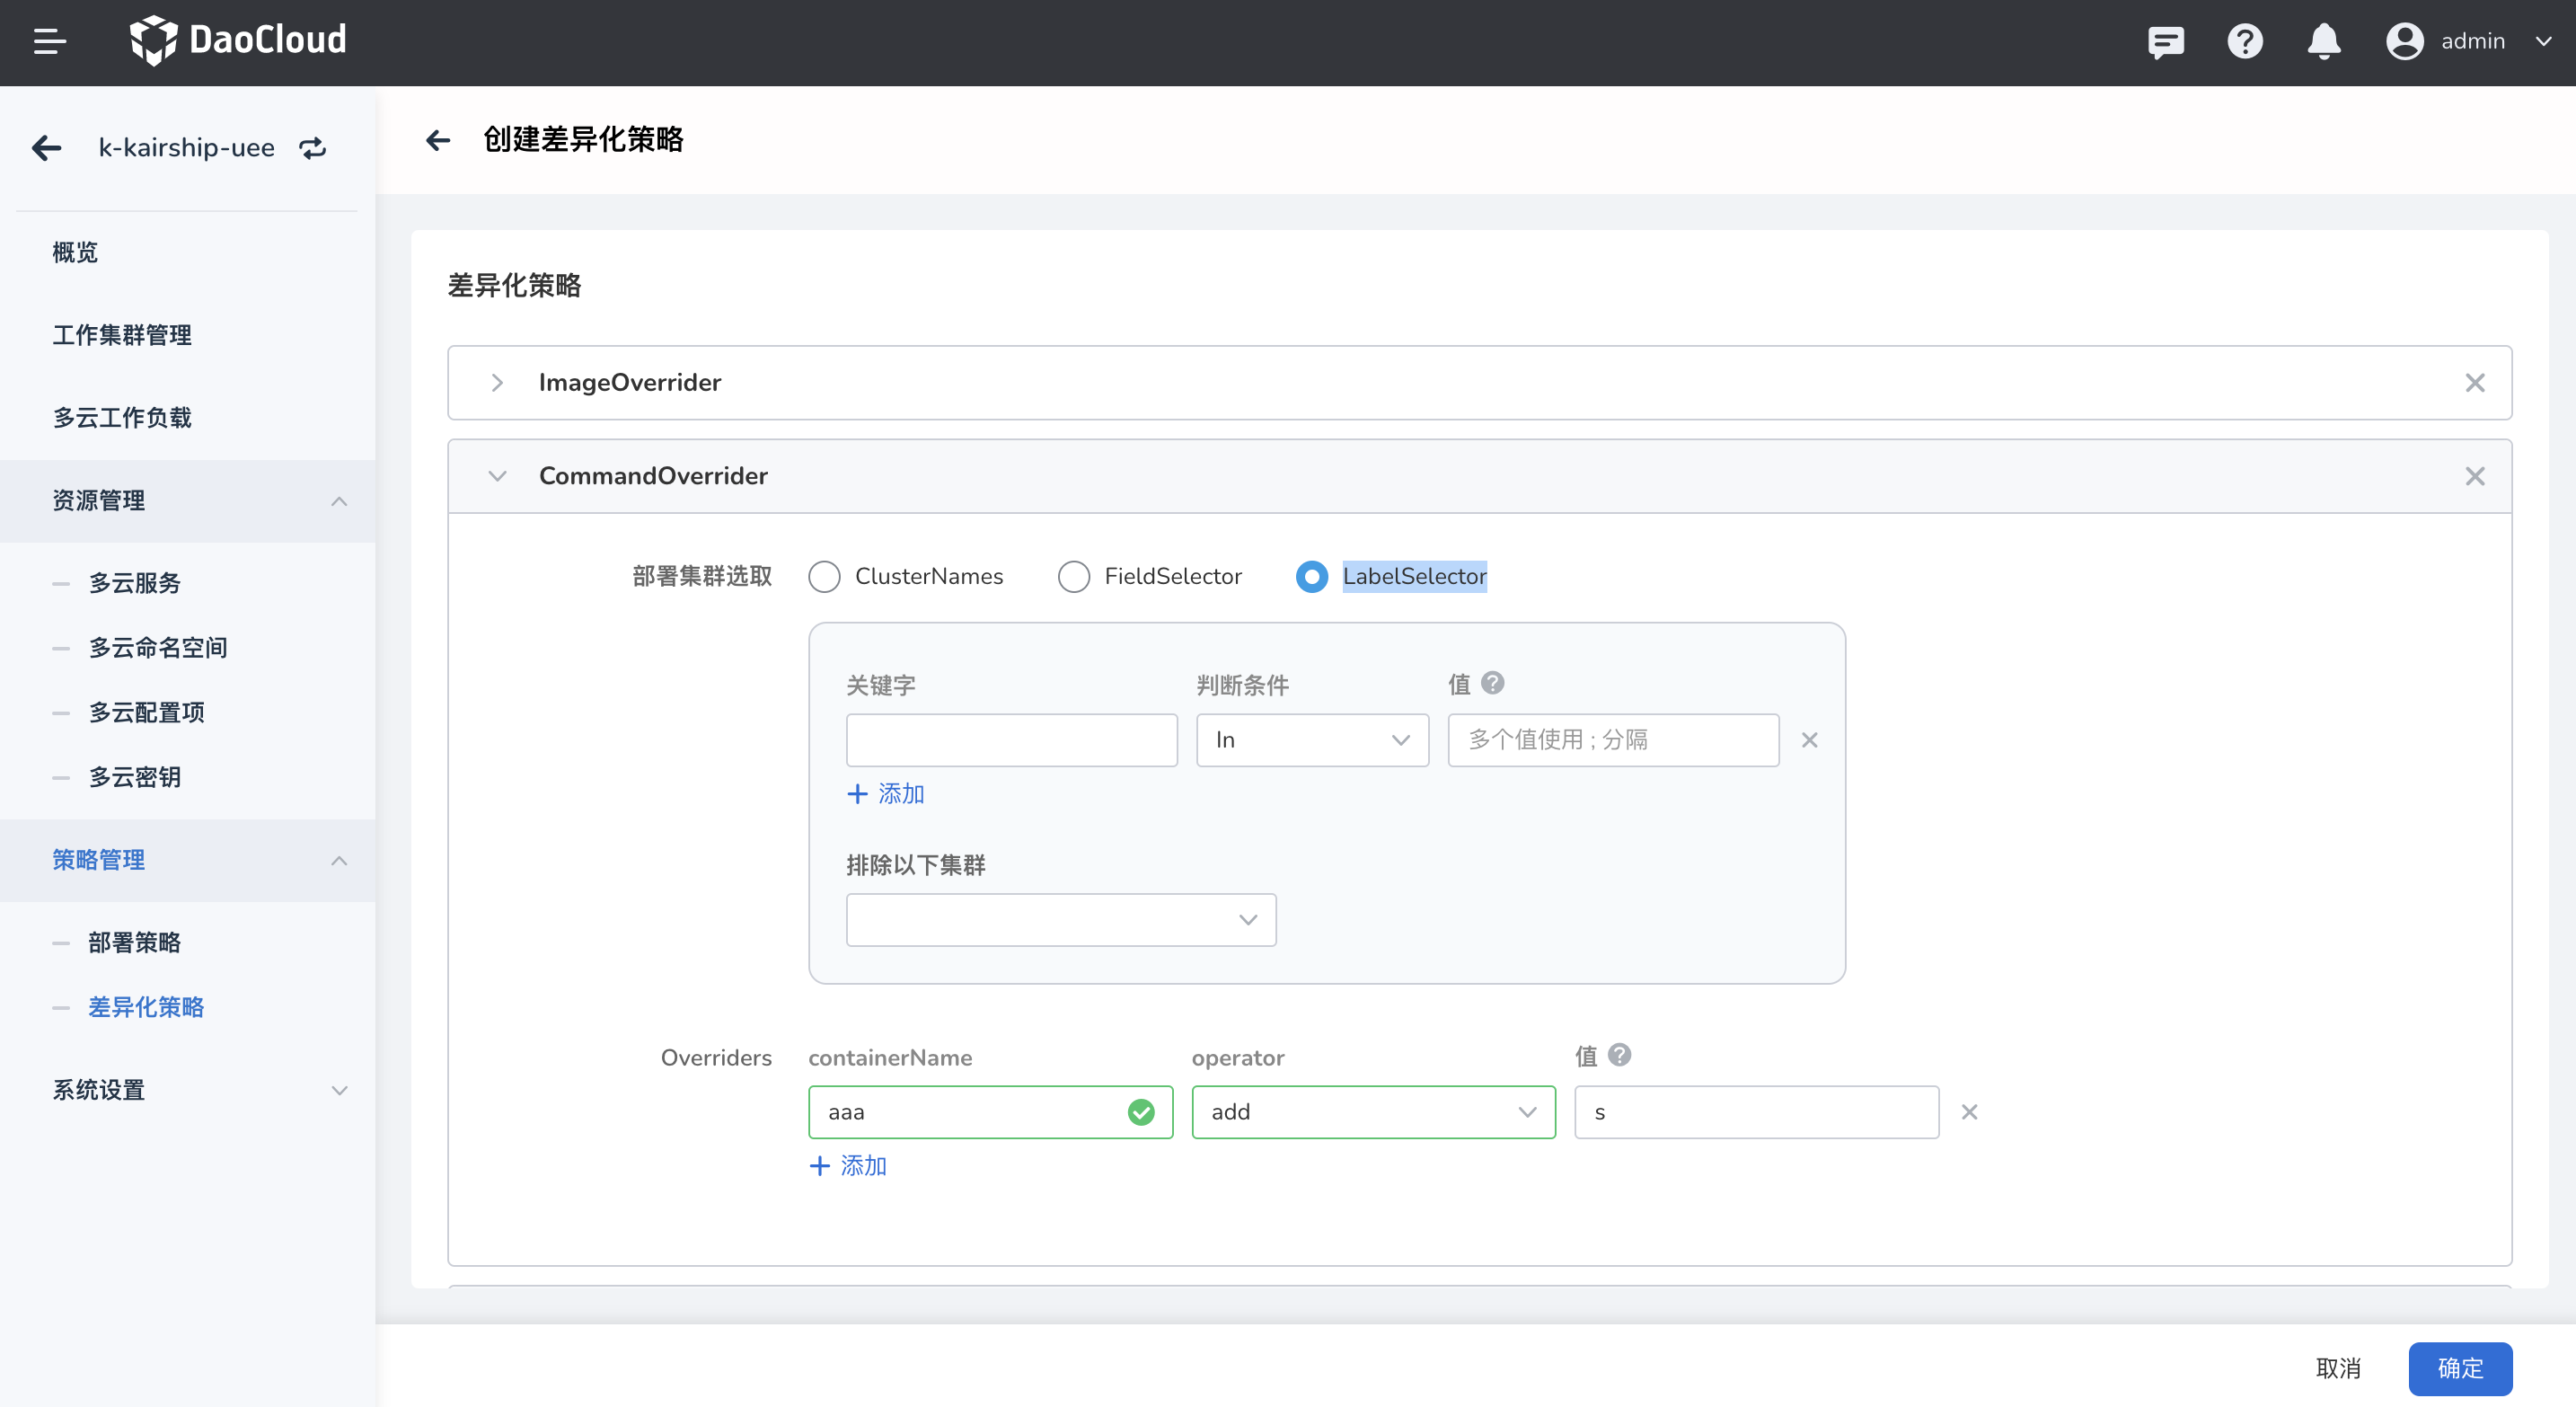 DaoCloud
admin
k-kairship-uee
概览
工作集群管理
多云工作负载
资源管理
多云服务
多云命名空间
多云配置项
多云密钥
策略管理
部署策略
差异化策略
系统设置
创建差异化策略
差异化策略
ImageOverrider
CommandOverrider
部署集群选取 ClusterNames FieldSelector LabelSelector
关键字 判断条件 值
In 多个值使用 ; 分隔
添加
排除以下集群
Overriders containerName operator 值
aaa add s
添加
取消 确定